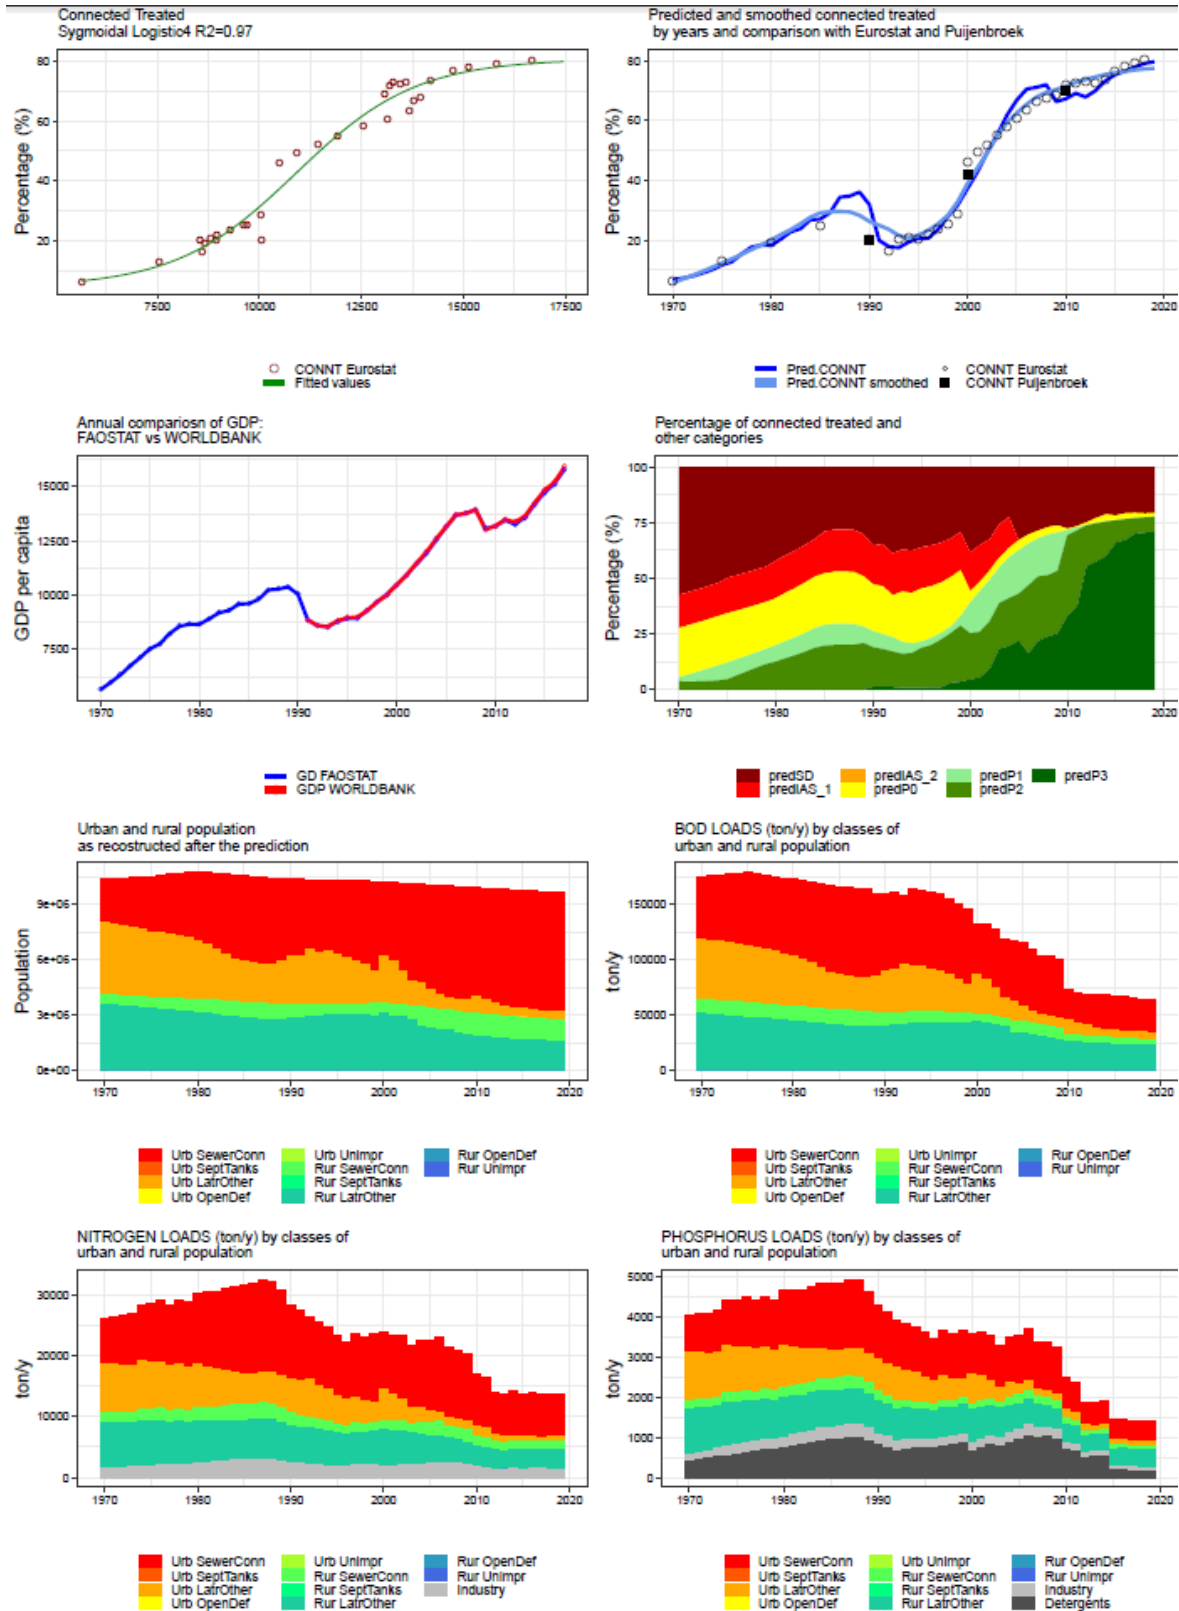 Connected Treated
Sygmoidal Logistic4 R2=0.97
Percentage (%)
80
60
40
20
7500 10000 12500 15000 17500
CONNT Eurostat
Fitted values
Predicted and smoothed connected treated
by years and comparison with Eurostat and Puijenbroek
Percentage (%)
80
60
40
20
1970 1980 1990 2000 2010 2020
Pred.CONNT
Pred.CONNT smoothed
CONNT Eurostat
CONNT Puijenbroek
Annual compariosn of GDP:
FAOSTAT vs WORLDBANK
GDP per capita
15000
12500
10000
7500
1970 1980 1990 2000 2010
GD FAOSTAT
GDP WORLDBANK
Percentage of connected treated and
other categories
Percentage (%)
100
75
50
25
0
1970 1980 1990 2000 2010 2020
predSD predIAS_2 predP1 predP3
predIAS_1 predP0 predP2
Urban and rural population
as recostructed after the prediction
Population
9e+06
6e+06
3e+06
0e+00
1970 1980 1990 2000 2010 2020
Urb SewerConn Urb UnImpr Rur OpenDef
Urb SeptTanks Rur SewerConn Rur UnImpr
Urb LatrOther Rur SeptTanks
Urb OpenDef Rur LatrOther
BOD LOADS (ton/y) by classes of
urban and rural population
ton/y
150000
100000
50000
0
1970 1980 1990 2000 2010 2020
Urb SewerConn Urb UnImpr Rur OpenDef
Urb SeptTanks Rur SewerConn Rur UnImpr
Urb LatrOther Rur SeptTanks
Urb OpenDef Rur LatrOther
NITROGEN LOADS (ton/y) by classes of
urban and rural population
ton/y
30000
20000
10000
0
1970 1980 1990 2000 2010 2020
Urb SewerConn Urb UnImpr Rur OpenDef
Urb SeptTanks Rur SewerConn Rur UnImpr
Urb LatrOther Rur SeptTanks Industry
Urb OpenDef Rur LatrOther
PHOSPHORUS LOADS (ton/y) by classes of
urban and rural population
ton/y
5000
4000
3000
2000
1000
0
1970 1980 1990 2000 2010 2020
Urb SewerConn Urb UnImpr Rur OpenDef
Urb SeptTanks Rur SewerConn Rur UnImpr
Urb LatrOther Rur SeptTanks Industry
Urb OpenDef Rur LatrOther Detergents